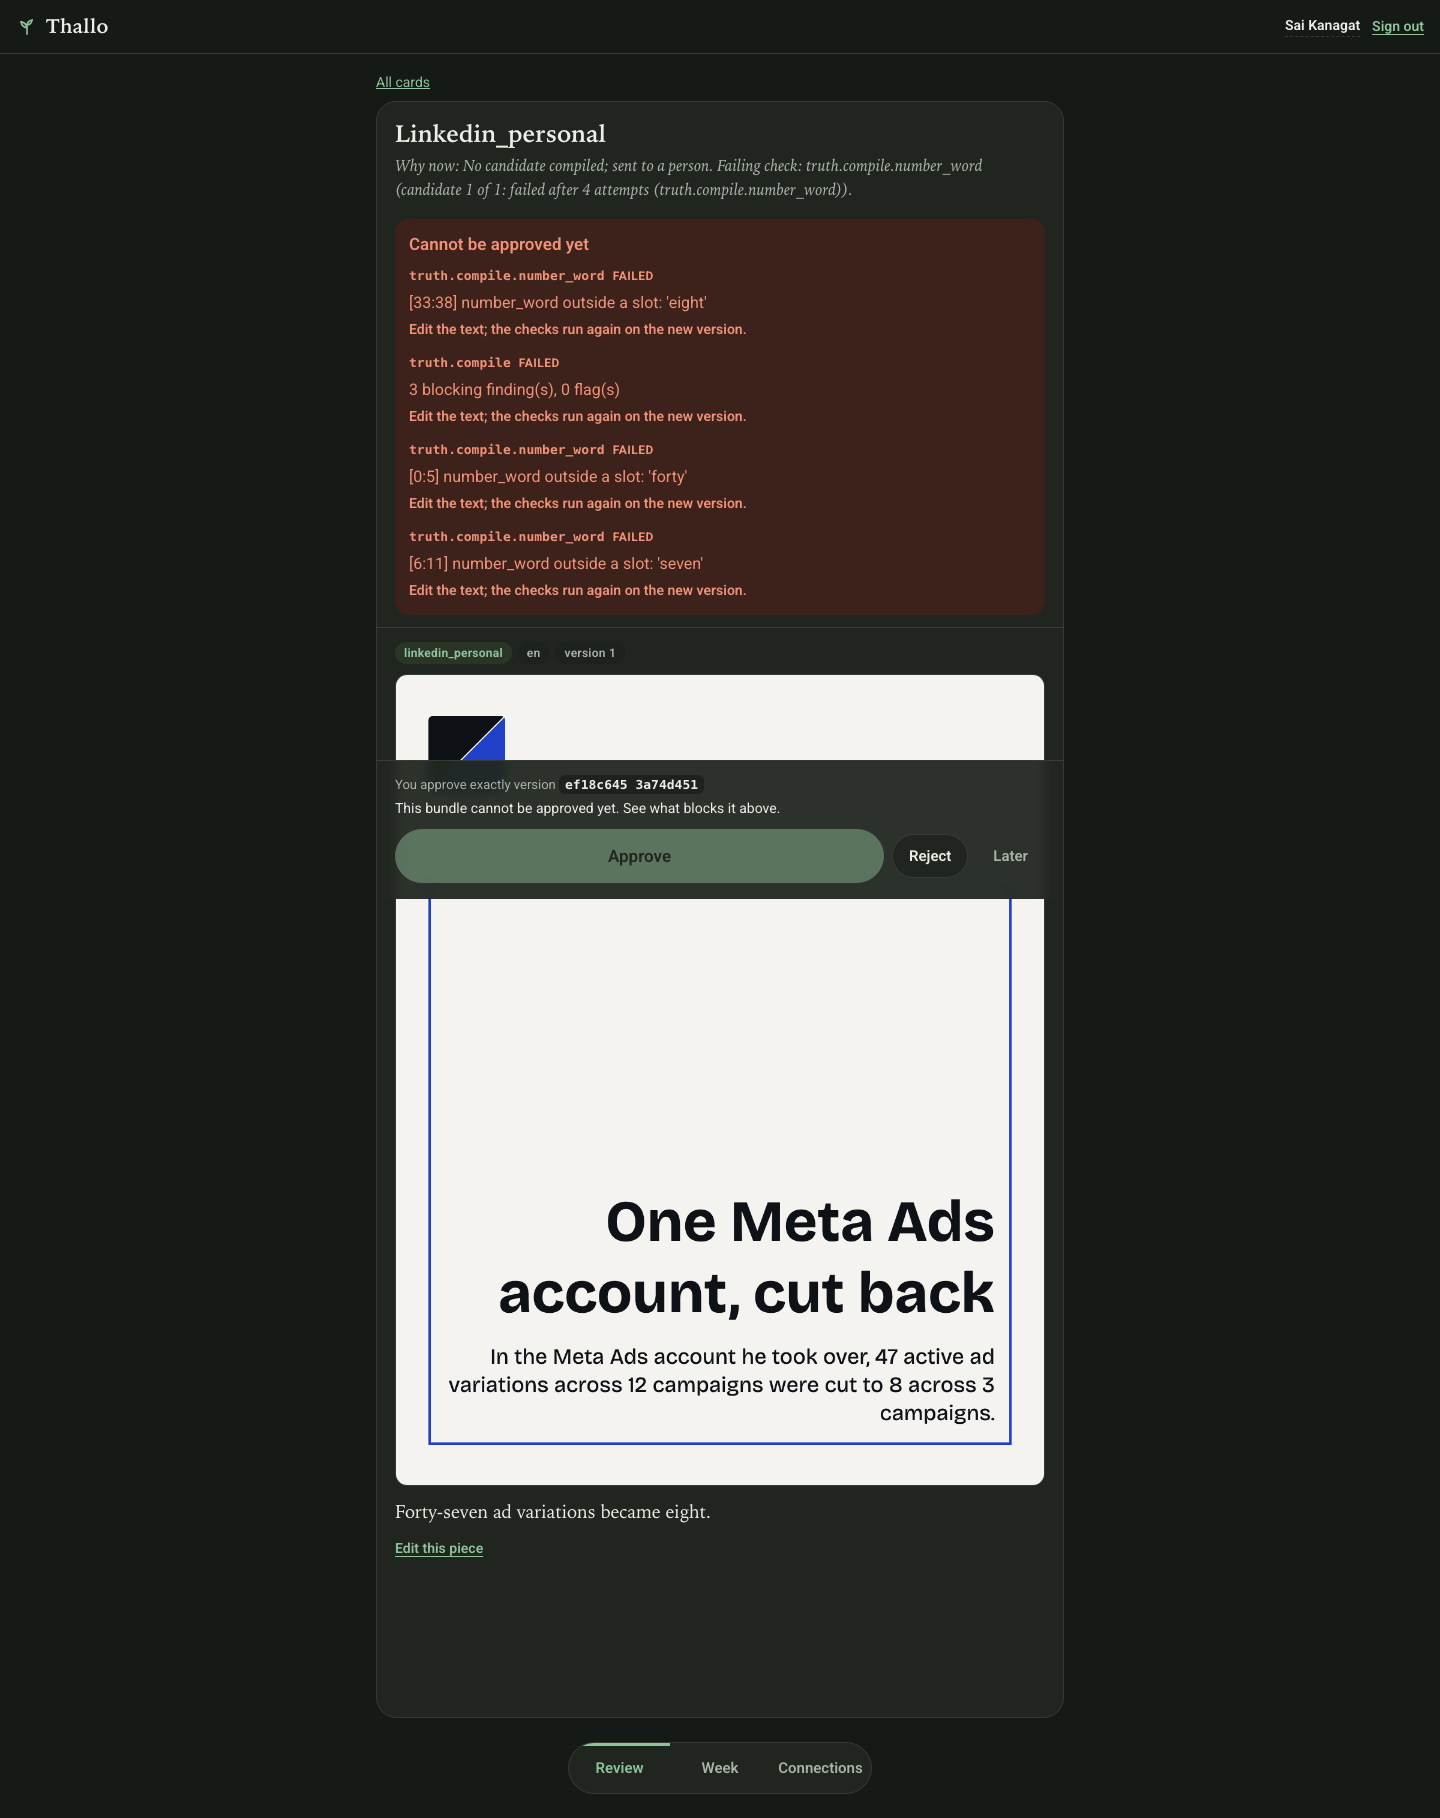 Thallo
Sai Kanagat
Sign out
All cards
Linkedin_personal
Why now: No candidate compiled; sent to a person. Failing check: truth.compile.number_word
(candidate 1 of 1: failed after 4 attempts (truth.compile.number_word)).
Cannot be approved yet
truth.compile.number_word FAILED
[33:38] number_word outside a slot: 'eight'
Edit the text; the checks run again on the new version.
truth.compile FAILED
3 blocking finding(s), 0 flag(s)
Edit the text; the checks run again on the new version.
truth.compile.number_word FAILED
[0:5] number_word outside a slot: 'forty'
Edit the text; the checks run again on the new version.
truth.compile.number_word FAILED
[6:11] number_word outside a slot: 'seven'
Edit the text; the checks run again on the new version.
linkedin_personal
en
version 1
You approve exactly version ef18c645 3a74d451
This bundle cannot be approved yet. See what blocks it above.
Approve
Reject
Later
One Meta Ads
account, cut back
In the Meta Ads account he took over, 47 active ad
variations across 12 campaigns were cut to 8 across 3
campaigns.
Forty-seven ad variations became eight.
Edit this piece
Review
Week
Connections